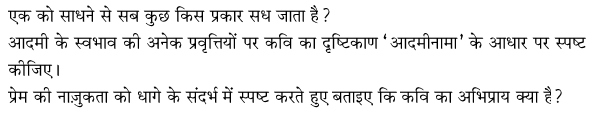 एक को साधने से सब कुछ किस प्रकार सध जाता है?
आदमी के स्वभाव की अनेक प्रवृत्तियों पर कवि का दृष्टिकाण ‘आदमीनामा’ के आधार पर स्पष्ट
कीजिए।
प्रेम की नाज़ुकता को धागे के संदर्भ में स्पष्ट करते हुए बताइए कि कवि का अभिप्राय क्या है?